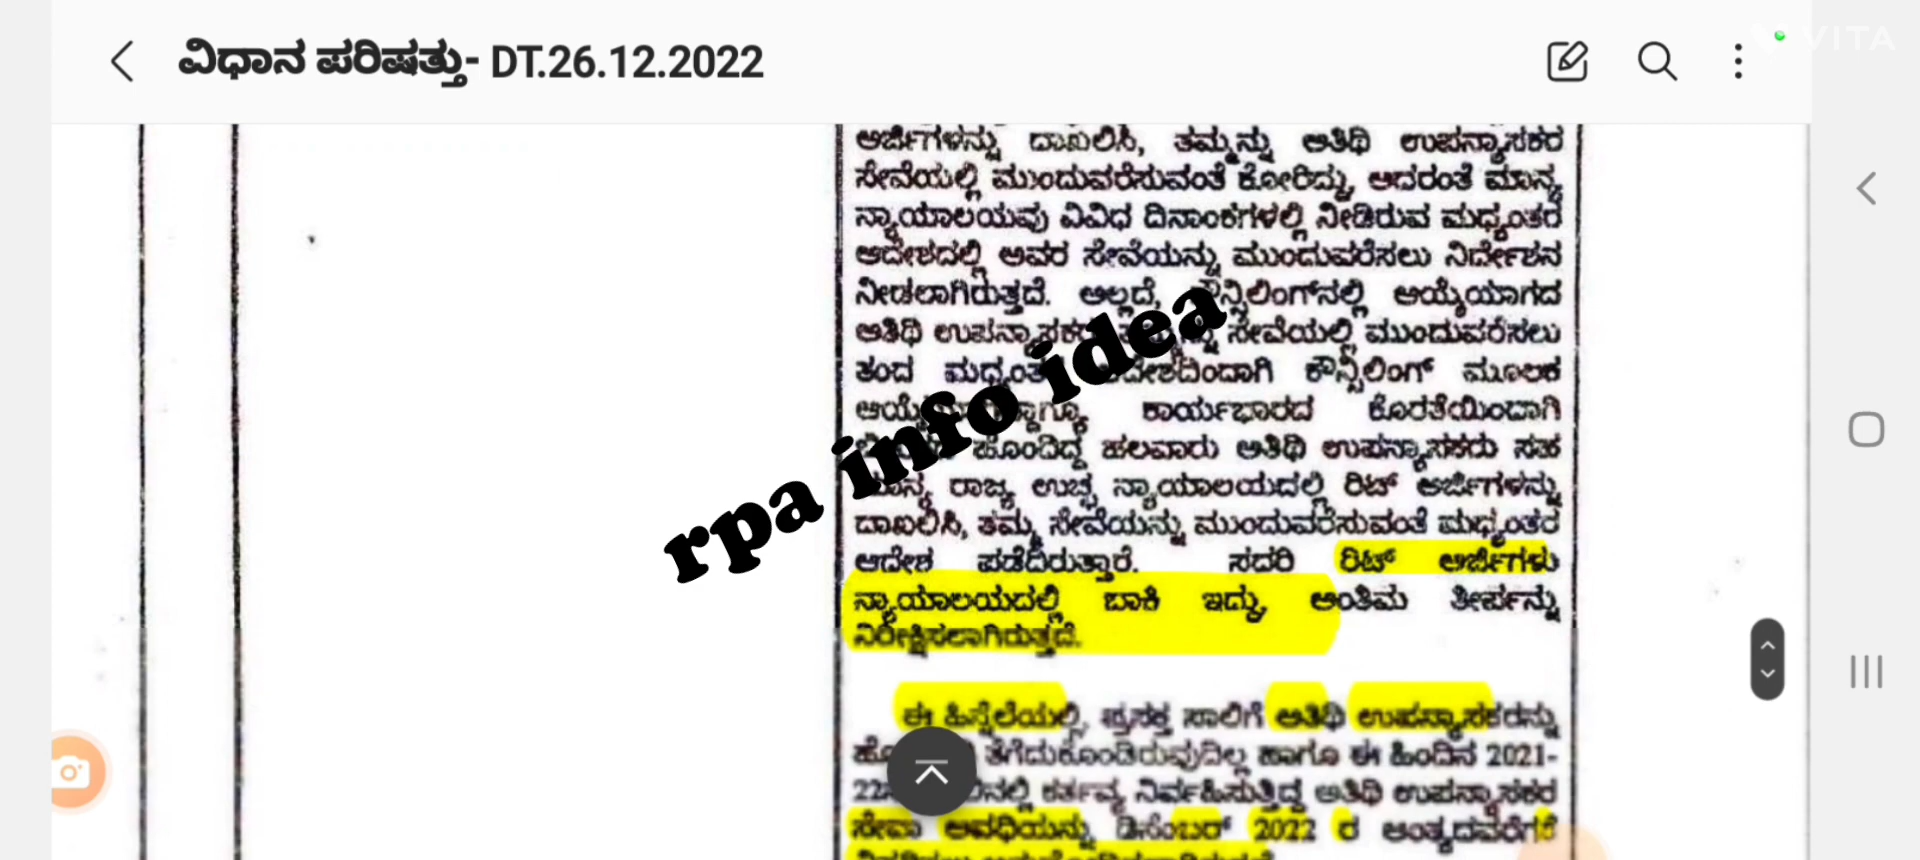 ವಿಧಾನ ಪರಿಷತ್ತು- DT.26.12.2022
VITA
ಅರ್ಜಿಗಳನ್ನು ದಾಖಲಿಸಿ, ತಮ್ಮನ್ನು ಅತಿಥಿ ಉಪನ್ಯಾಸಕರ
ಸೇವೆಯಲ್ಲಿ ಮುಂದುವರೆಸುವಂತೆ ಕೋರಿದ್ದು, ಅದರಂತೆ ಮಾನ್ಯ
ನ್ಯಾಯಾಲಯವು ವಿವಿಧ ದಿನಾಂಕಗಳಲ್ಲಿ ನೀಡಿರುವ ಮಧ್ಯಂತರ
ಆದೇಶದಲ್ಲಿ ಅವರ ಸೇವೆಯನ್ನು ಮುಂದುವರೆಸಲು ನಿರ್ದೇಶನ
ನೀಡಲಾಗಿರುತ್ತದೆ. ಅಲ್ಲದೆ, ಕೌನ್ಸಿಲಿಂಗ್‌ನಲ್ಲಿ ಆಯ್ಕೆಯಾಗದ
ಅತಿಥಿ ಉಪನ್ಯಾಸಕರ ಸೇವೆಯಲ್ಲಿ ಮುಂದುವರೆಸಲು
ತಂದ ಮಧ್ಯಂತರ ಆದೇಶದಿಂದಾಗಿ ಕೌನ್ಸಿಲಿಂಗ್ ಮೂಲಕ
ಕಾರ್ಯಭಾರದ ಕೊರತೆಯಿಂದಾಗಿ
ಹೊಂದಿದ್ದ ಹಲವಾರು ಅತಿಥಿ ಉಪನ್ಯಾಸಕರು ಸಹ
ಮಾನ್ಯ ರಾಜ್ಯ ಉಚ್ಛ ನ್ಯಾಯಾಲಯದಲ್ಲಿ ರಿಟ್ ಅರ್ಜಿಗಳನ್ನು
ದಾಖಲಿಸಿ, ತಮ್ಮ ಸೇವೆಯನ್ನು ಮುಂದುವರೆಸುವಂತೆ ಮಧ್ಯಂತರ
ಆದೇಶ ಪಡೆದಿರುತ್ತಾರೆ. ಸದರಿ ರಿಟ್ ಅರ್ಜಿಗಳು
ನ್ಯಾಯಾಲಯದಲ್ಲಿ ಬಾಕಿ ಇದ್ದು, ಅಂತಿಮ ತೀರ್ಪನ್ನು
ನಿರೀಕ್ಷಿಸಲಾಗಿರುತ್ತದೆ.
ಈ ಹಿನ್ನೆಲೆಯಲ್ಲಿ, ಪ್ರಸಕ್ತ ಸಾಲಿಗೆ ಅತಿಥಿ ಉಪನ್ಯಾಸಕರನ್ನು
ತೆಗೆದುಕೊಂಡಿರುವುದಿಲ್ಲ ಹಾಗೂ ಈ ಹಿಂದಿನ 2021-
ಕರ್ತವ್ಯ ನಿರ್ವಹಿಸುತ್ತಿದ್ದ ಅತಿಥಿ ಉಪನ್ಯಾಸಕರ
ಸೇವಾ ಅವಧಿಯನ್ನು ಡಿಸೆಂಬರ್ 2022 ರ ಅಂತ್ಯದವರೆಗೆ
rpa info idea